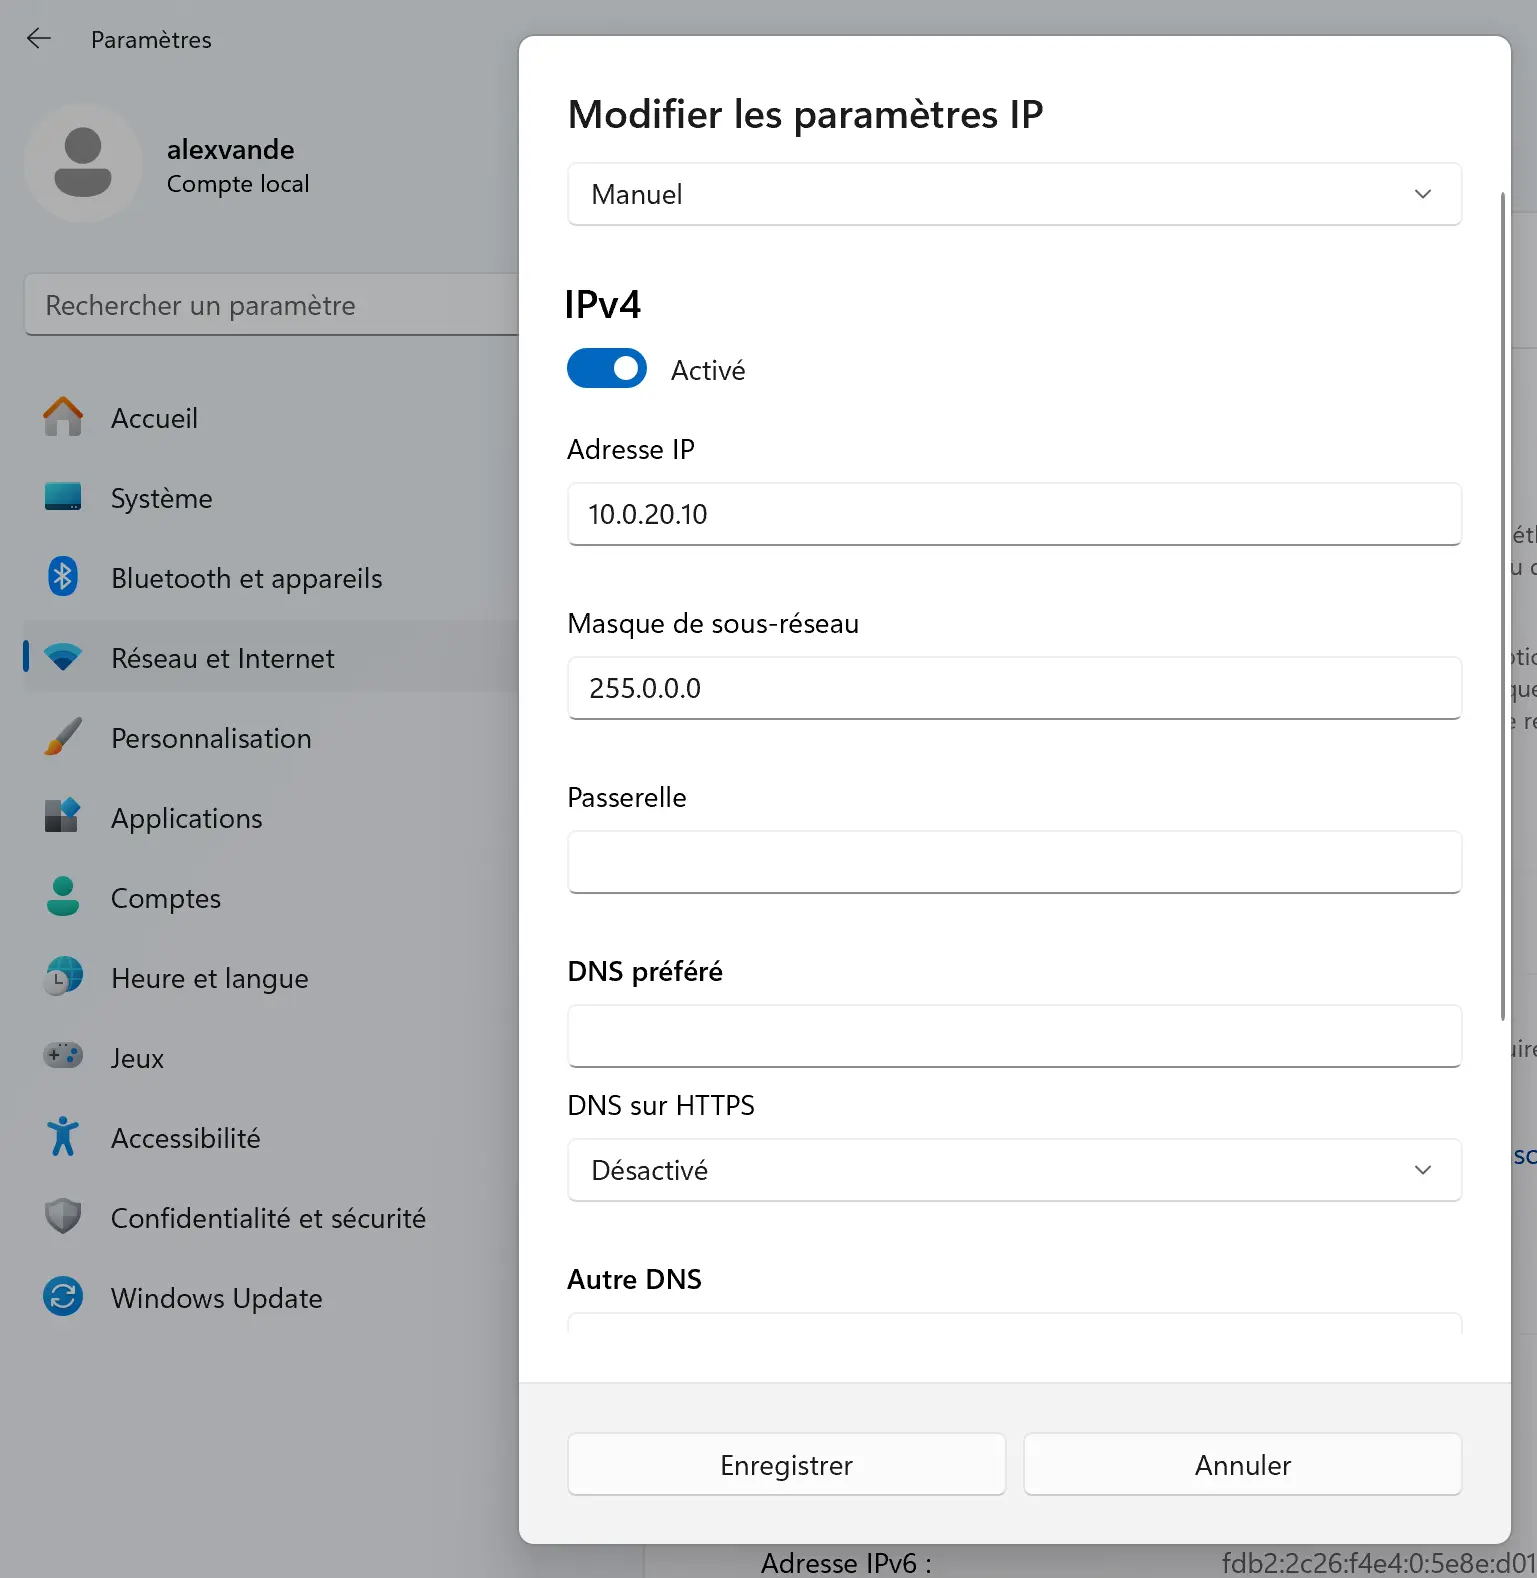 Paramètres
alexvande
Compte local
Rechercher un paramètre
Accueil
Système
Bluetooth et appareils
Réseau et Internet
Personnalisation
Applications
Comptes
Heure et langue
Jeux
Accessibilité
Confidentialité et sécurité
Windows Update
Modifier les paramètres IP
Manuel
IPv4
Activé
Adresse IP
10.0.20.10
Masque de sous-réseau
255.0.0.0
Passerelle
DNS préféré
DNS sur HTTPS
Désactivé
Autre DNS
Enregistrer
Annuler
Adresse IPv6 :
fdb2:2c26:f4e4:0:5e8e:d01